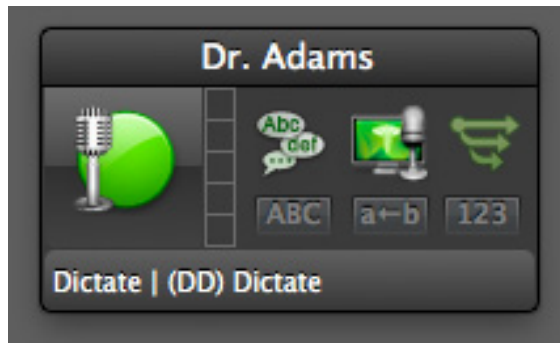 Dr. Adams
Abc
def
...
ABC a←b 123
Dictate | (DD) Dictate